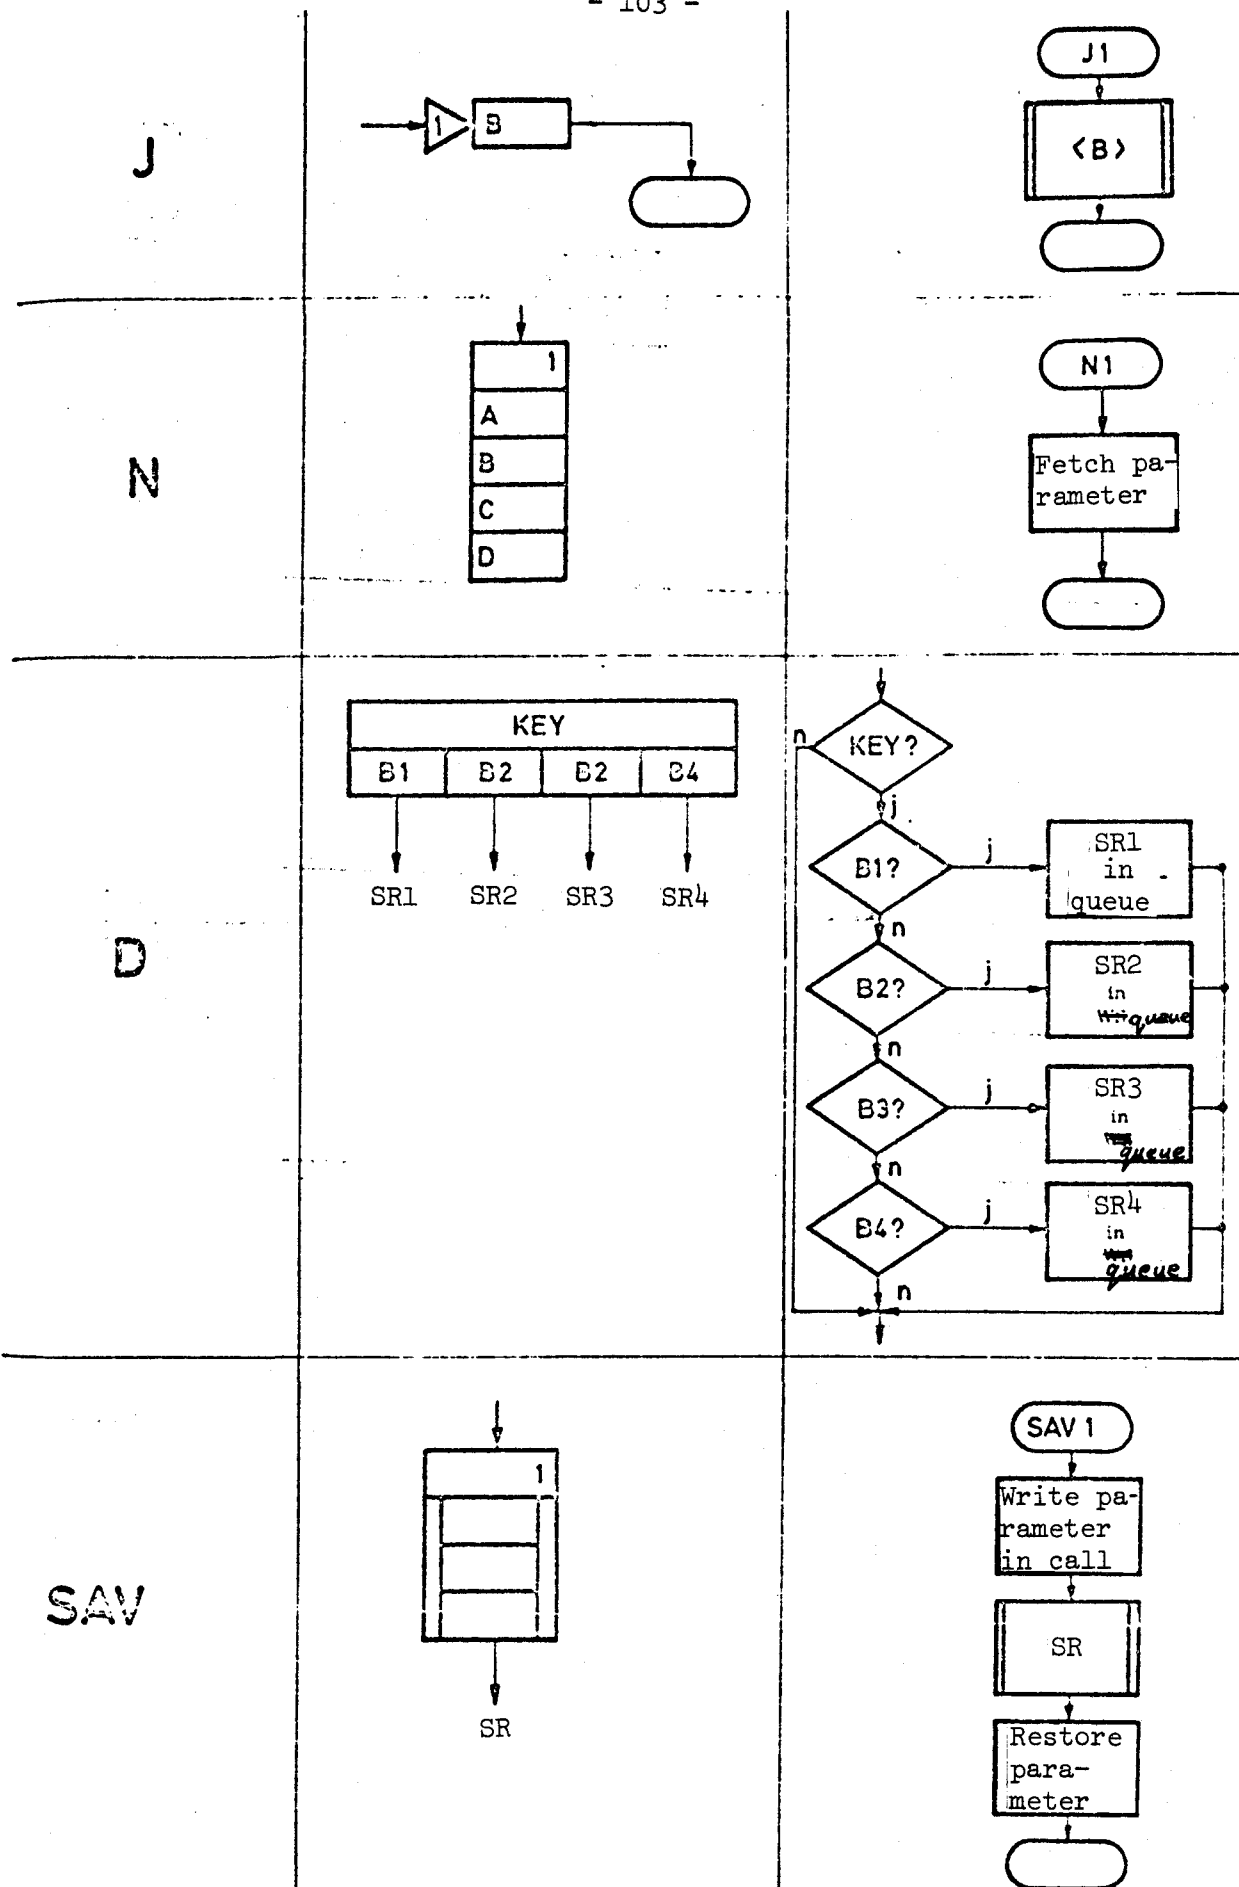 - 103 -
J
1
B
J1
<B>
N
1
A
B
C
D
N1
Fetch pa-
rameter
D
KEY
B1 B2 B2 B4
SR1 SR2 SR3 SR4
KEY?
n
j
B1?
j
SR1
in
queue
n
B2?
j
SR2
in
queue
n
B3?
j
SR3
in
queue
n
B4?
j
SR4
in
queue
n
SAV
1
SR
SAV 1
Write pa-
rameter
in call
SR
Restore
para-
meter